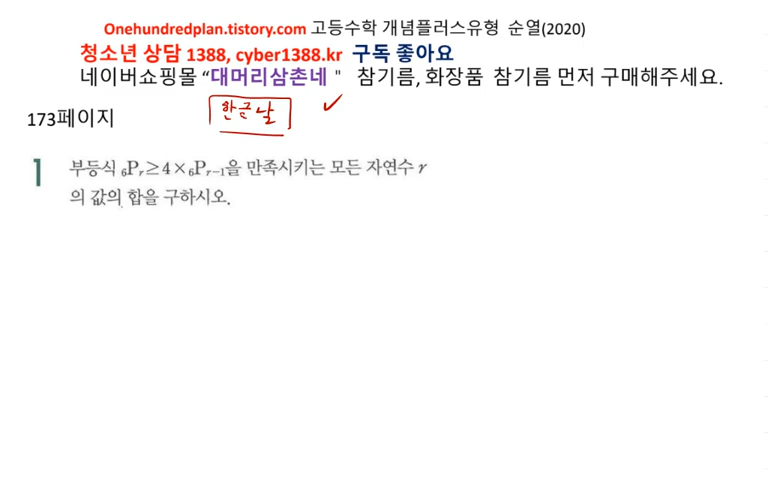 Onehundredplan.tistory.com 고등수학 개념플러스유형 순열(2020)
청소년 상담 1388, cyber1388.kr 구독 좋아요
네이버쇼핑몰 “대머리삼촌네 " 참기름, 화장품 참기름 먼저 구매해주세요.
173페이지 한글날
1 부등식 ₆Pᵣ≥4×₆Pᵣ₋₁을 만족시키는 모든 자연수 r
의 값의 합을 구하시오.